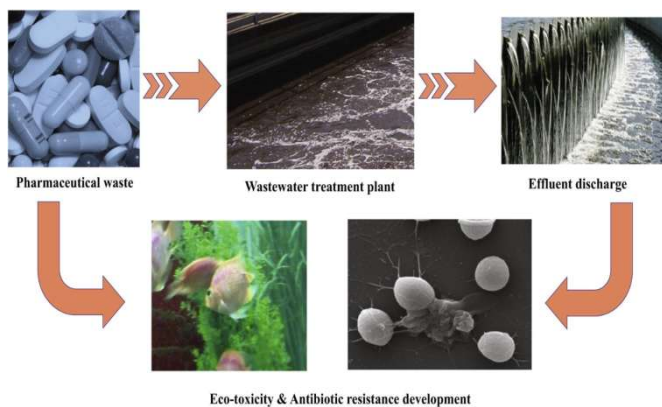 Pharmaceutical waste
Wastewater treatment plant
Effluent discharge
Eco-toxicity & Antibiotic resistance development